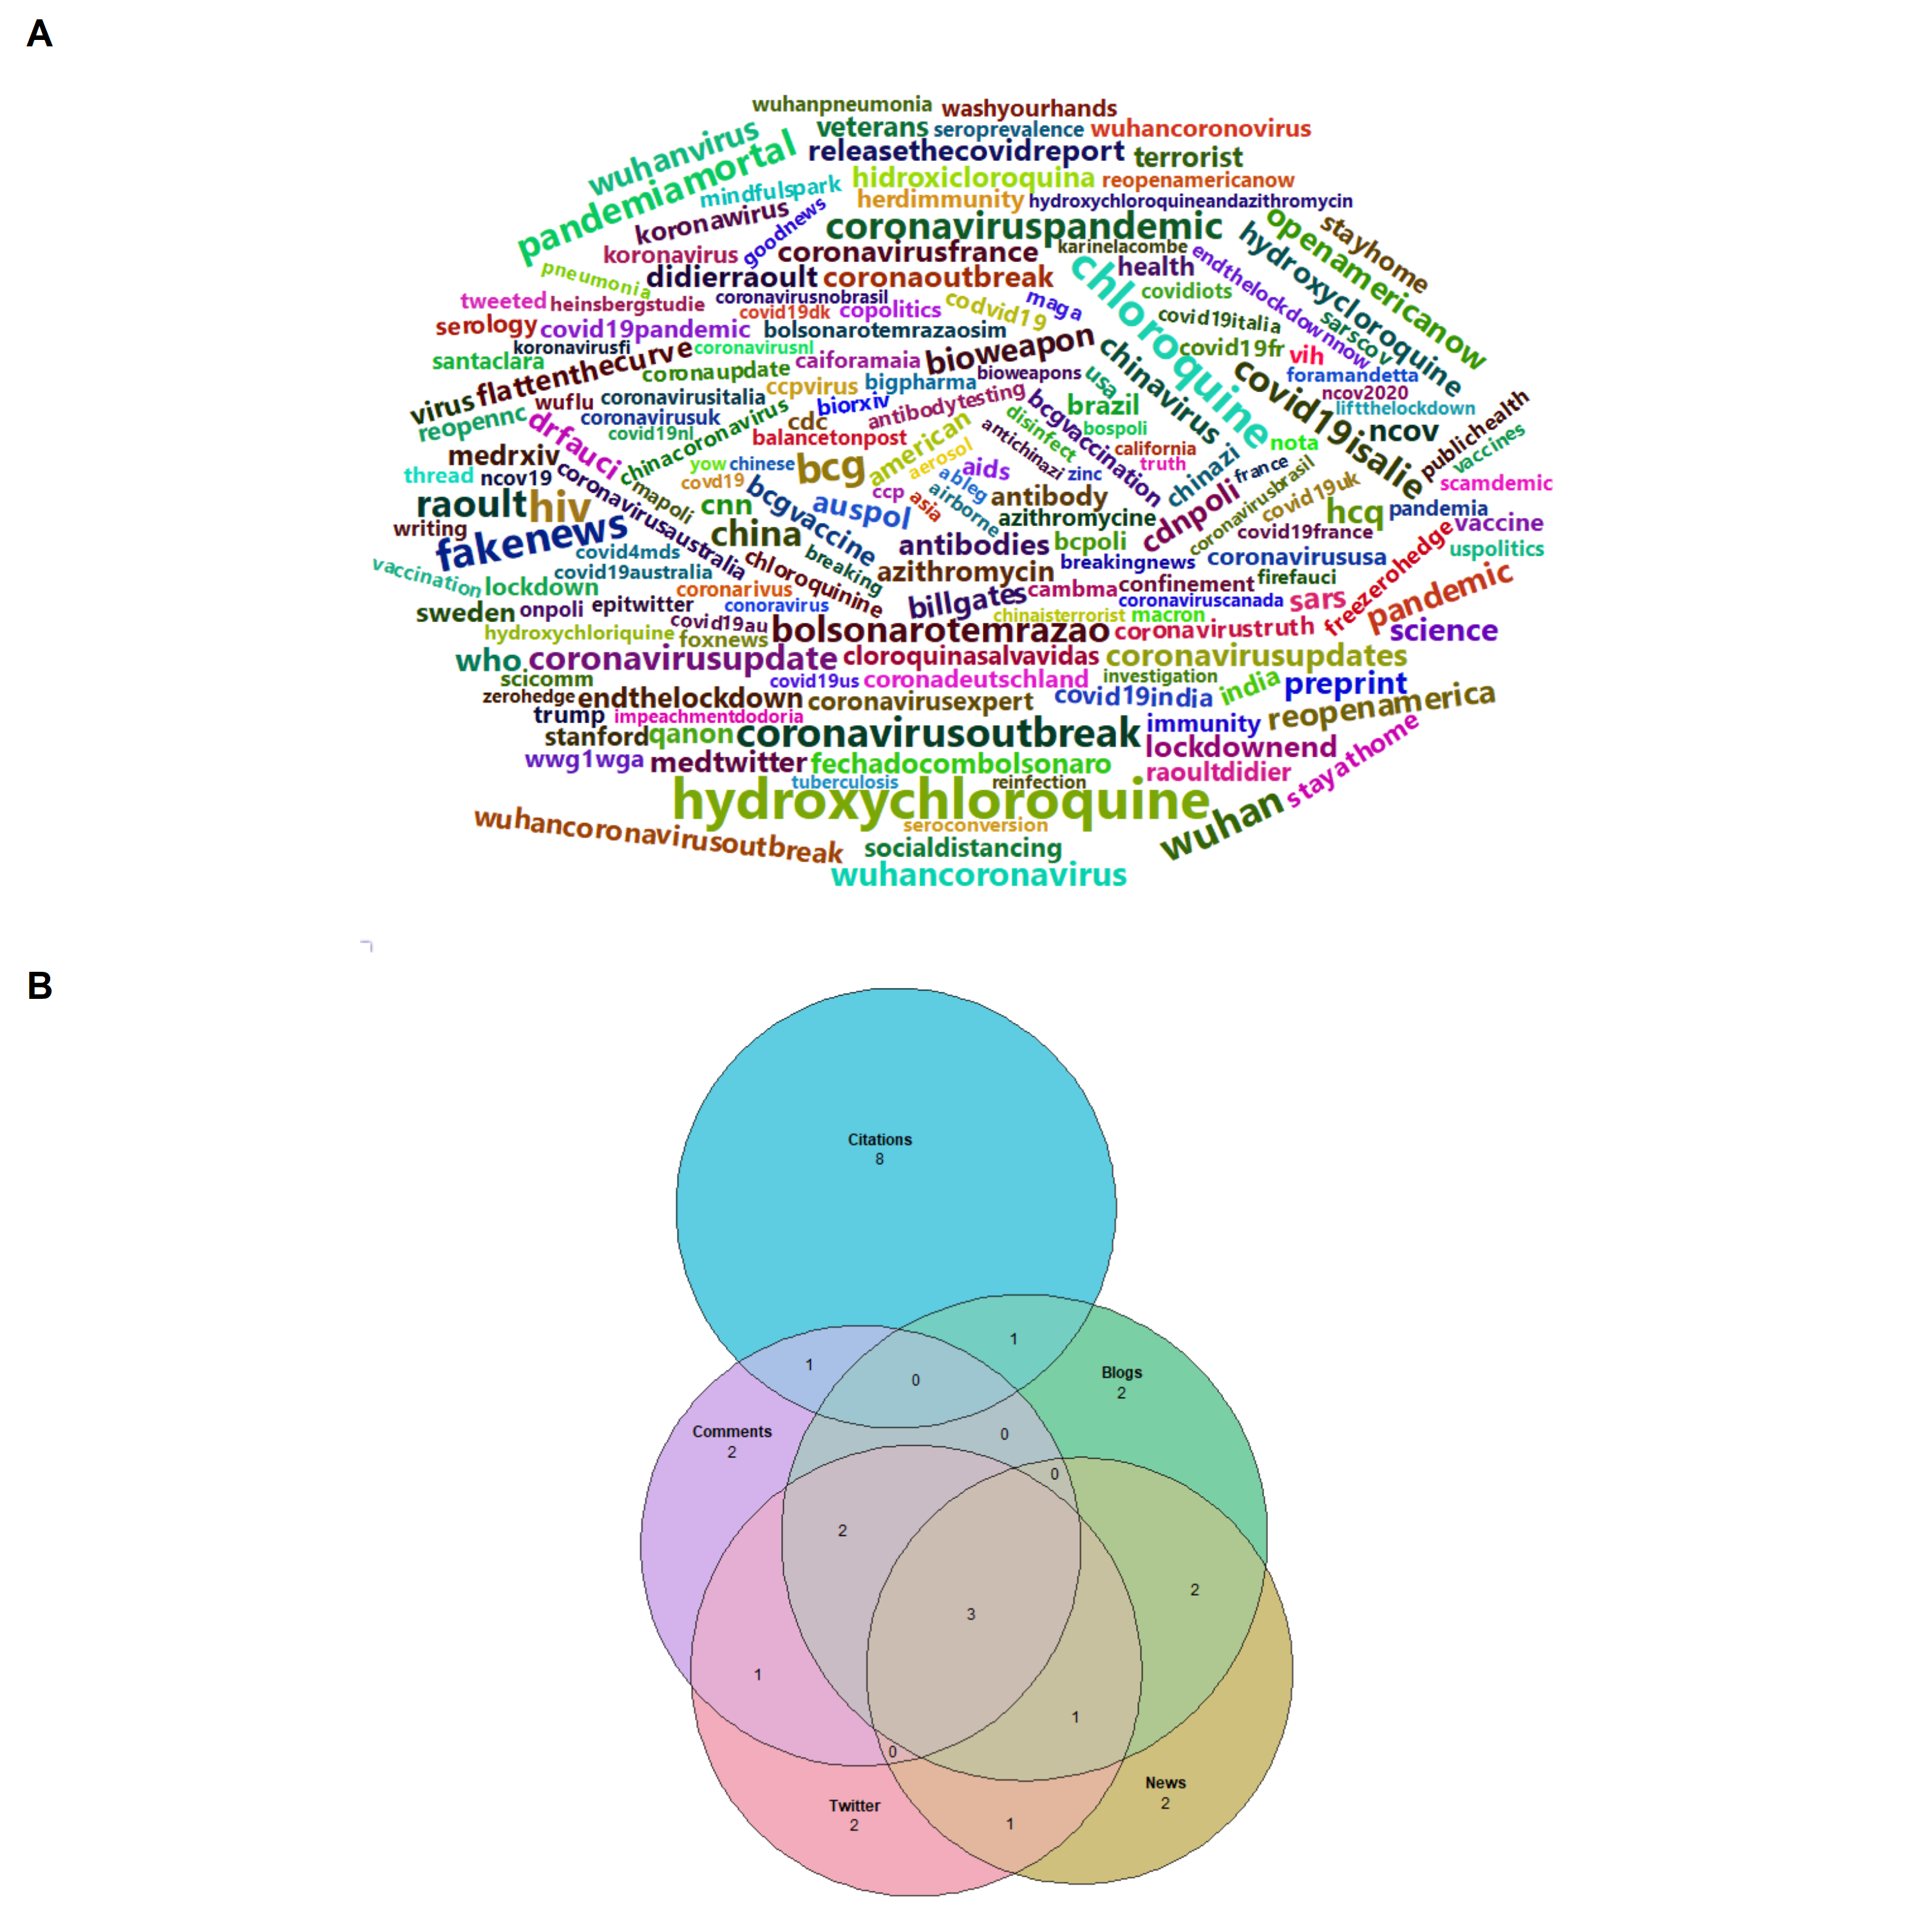 A
wuhanpneumonia washyourhands
wuhanvirus veterans seroprevalence wuhancoronovirus
pandemiamortal releasethecovidreport terrorist
mindfulspark hidroxicloroquina reopenamericanow
koronawirus goodnews herdimmunity hydroxychloroquineandazithromycin
coronaviruspandemic openamericanow stayhome
koronavirus coronavirusfrance karinelacombe hydroxycloroquine
pneumonia didierraoult coronaoutbreak chloroquine health endthelockdownnow
tweeted heinsbergstudie coronavirusnobrasil codvid19 maga covidiots
covid19dk copolitics covid19italia sarscov
serology covid19pandemic bolsonarotemrazaosim
koronavirusfi coronavirusnl bioweapon chinavirus covid19fr vih
santaclara flattenthecurve coronaupdate caiforamaia bioweapons usa covid19isalie foramandetta
virus wuflu coronavirusitalia ccpvirus bigpharma ncov2020
reopennc drfauci coronavirusuk biorxiv antibodytesting bcgvaccination brazil liftthelockdown publichealth
covid19nl chinacoronavirus cdc american disinfect bospoli ncov vaccines
balancetonpost antichinazi california nota
medrxiv yow chinese bcg aerosol aids zinc truth chinazi france
thread ncov19 coronavirusaustralia cmapoli covd19 bcgvaccine ableg coronavirusbrasil covid19uk scamdemic
raoult hiv cnn auspol ccp asia airborne antibody cdnpoli hcq pandemia
writing fakenews china azithromycine covid19france freezerohedge vaccine
covid4mds breaking antibodies bcpoli coronavirususa uspolitics
vaccination covid19australia chloroquinine azithromycin breakingnews
lockdown coronarivus billgates cambma confinement firefauci pandemic
sweden onpoli epitwitter conoravirus coronaviruscanada sars
covid19au chinaisterrorist macron
hydroxychloriquine foxnews bolsonarotemrazao coronavirustruth science
who coronavirusupdate cloroquinasalvavidas coronavirusupdates
scicomm covid19us coronadeutschland investigation
zerohedge endthelockdown coronavirusexpert covid19india india preprint
trump impeachmentdodoria immunity reopenamerica
stanford qanon coronavirusoutbreak lockdownend stayathome
wwg1wga medtwitter fechadocombolsonaro raoultdidier
tuberculosis reinfection
hydroxychloroquine
wuhancoronavirusoutbreak seroconversion wuhan
socialdistancing
wuhancoronavirus
B
Citations
8
1
1
0
Blogs
2
Comments
2
0
0
2
2
3
1
1
0
News
2
Twitter
2
1